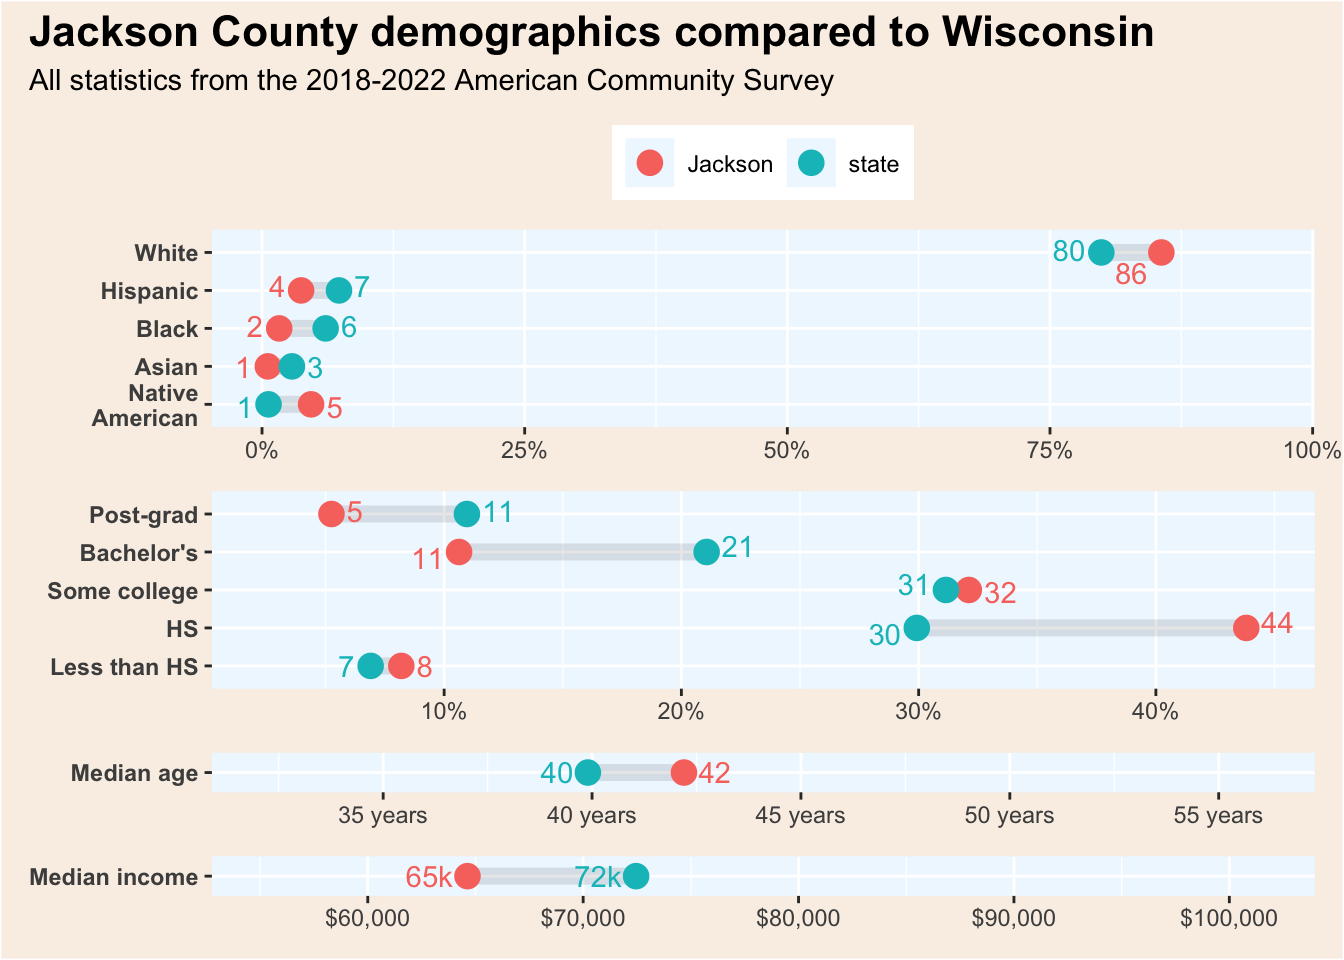 Jackson County demographics compared to Wisconsin
All statistics from the 2018-2022 American Community Survey
Jackson state
White 80 86
Hispanic 4 7
Black 2 6
Asian 1 3
Native
American 1 5
0% 25% 50% 75% 100%
Post-grad 5 11
Bachelor's 11 21
Some college 31 32
HS 30 44
Less than HS 7 8
10% 20% 30% 40%
Median age 40 42
35 years 40 years 45 years 50 years 55 years
Median income 65k 72k
$60,000 $70,000 $80,000 $90,000 $100,000